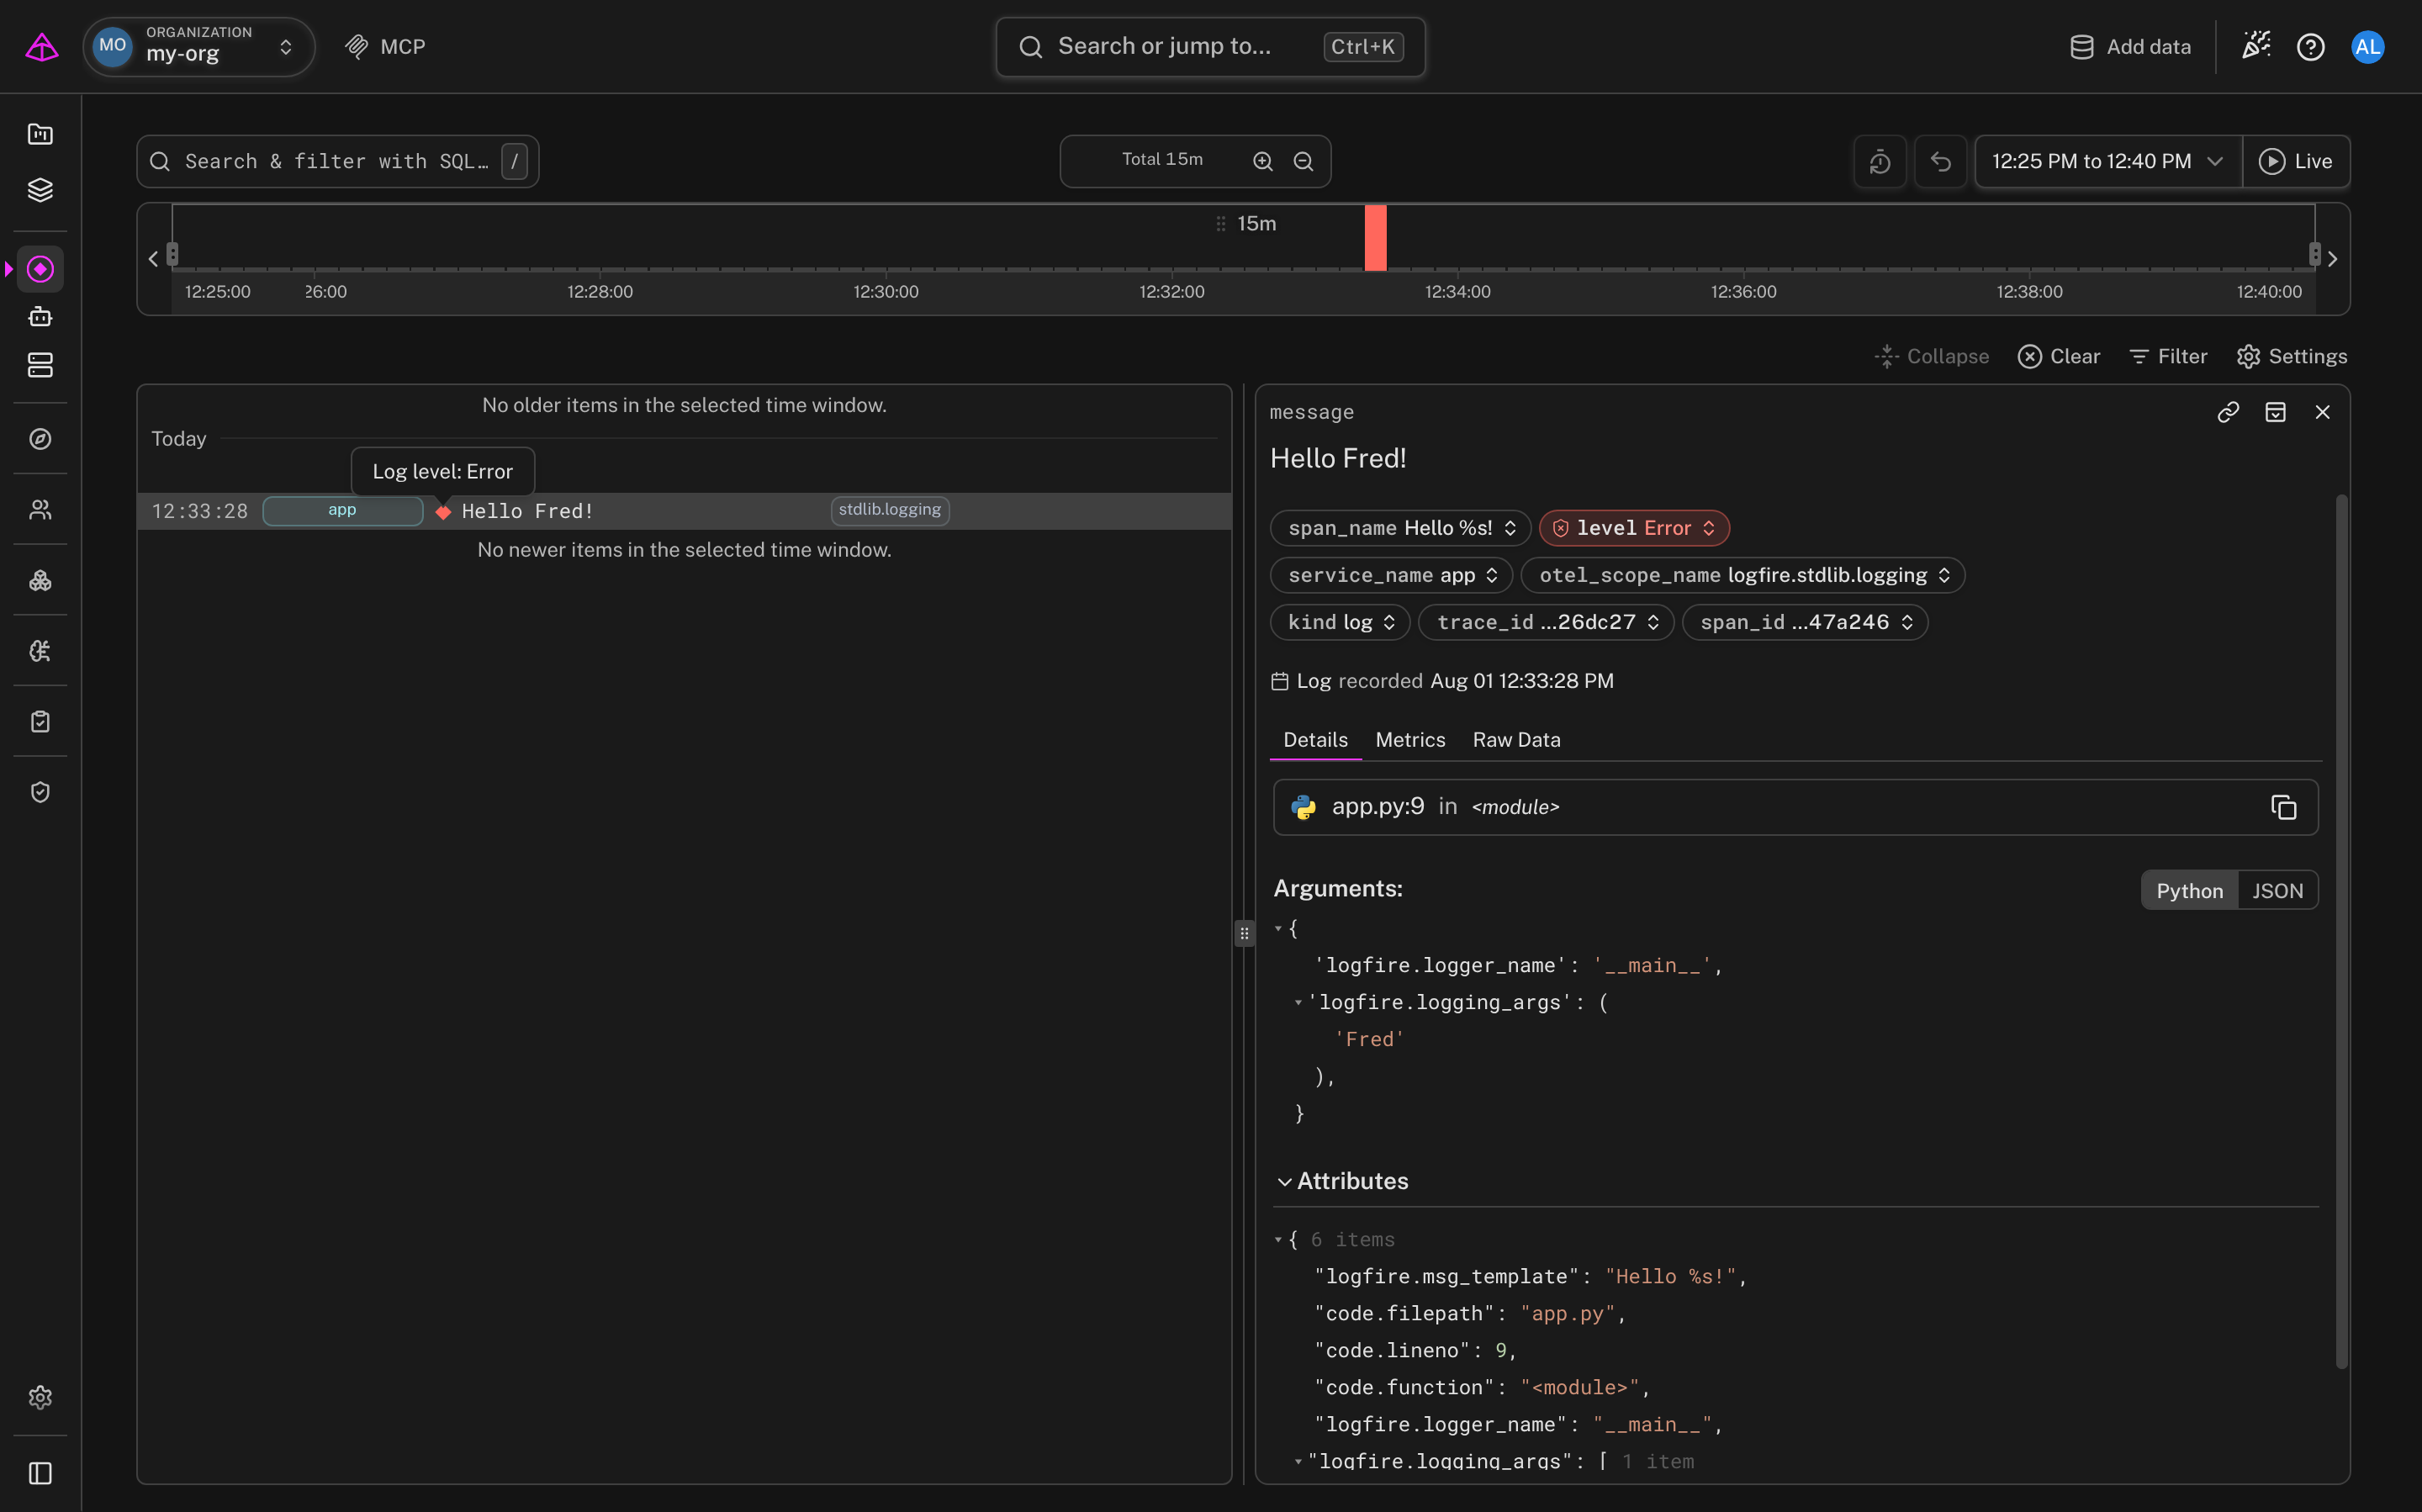 MO
ORGANIZATION
my-org
MCP
Search or jump to...
Ctrl+K
Add data
AL
Search & filter with SQL…
/
Total 15m
12:25 PM to 12:40 PM
Live
15m
12:25:00
26:00
12:28:00
12:30:00
12:32:00
12:34:00
12:36:00
12:38:00
12:40:00
Collapse
Clear
Filter
Settings
No older items in the selected time window.
Today
Log level: Error
12:33:28 app Hello Fred! stdlib.logging
No newer items in the selected time window.
message
Hello Fred!
span_name Hello %s!
level Error
service_name app
otel_scope_name logfire.stdlib.logging
kind log
trace_id ...26dc27
span_id ...47a246
Log recorded Aug 01 12:33:28 PM
Details
Metrics
Raw Data
app.py:9 in <module>
Arguments:
Python
JSON
{
'logfire.logger_name': '__main__',
'logfire.logging_args': (
'Fred'
),
}
Attributes
{ 6 items
"logfire.msg_template": "Hello %s!",
"code.filepath": "app.py",
"code.lineno": 9,
"code.function": "<module>",
"logfire.logger_name": "__main__",
"logfire.logging_args": [ 1 item